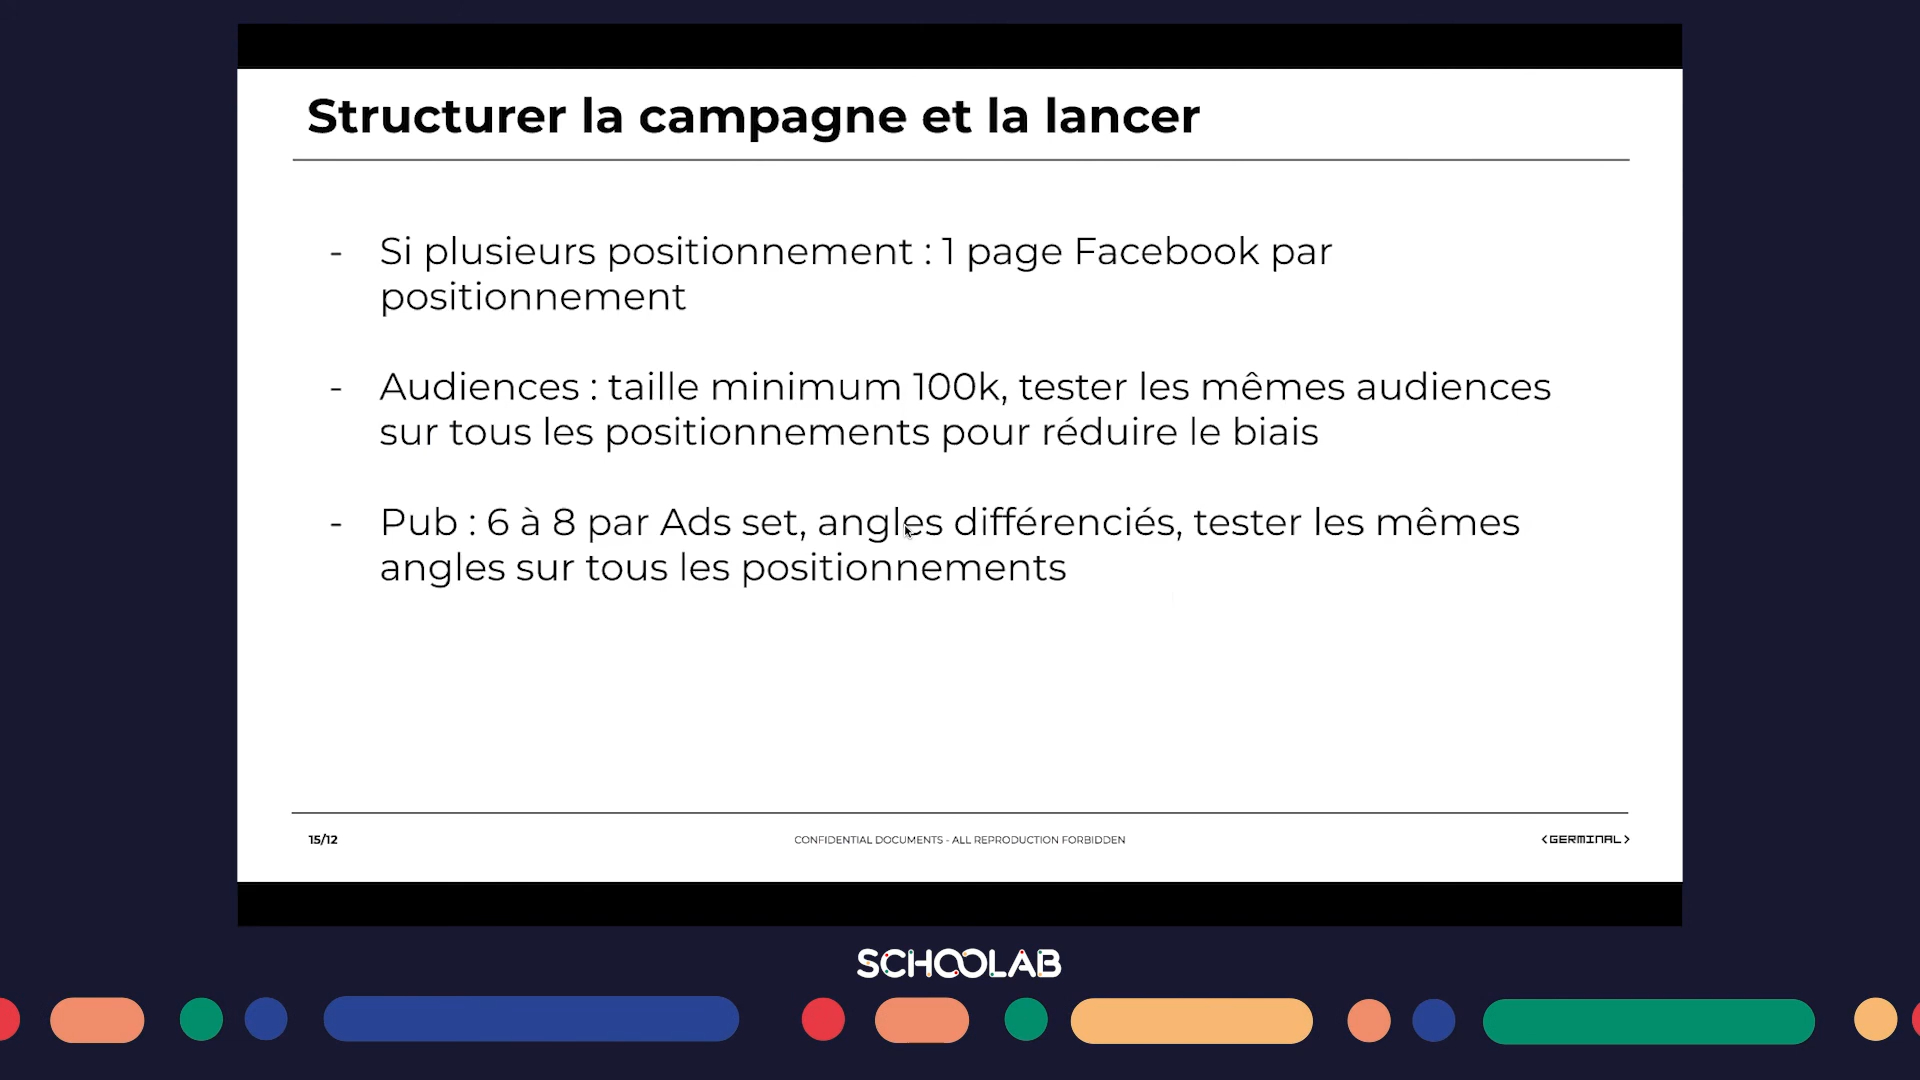 Structurer la campagne et la lancer
- Si plusieurs positionnement : 1 page Facebook par
positionnement
- Audiences : taille minimum 100k, tester les mêmes audiences
sur tous les positionnements pour réduire le biais
- Pub : 6 à 8 par Ads set, angles différenciés, tester les mêmes
angles sur tous les positionnements
15/12
CONFIDENTIAL DOCUMENTS - ALL REPRODUCTION FORBIDDEN
<GERMINAL>
SCHOOLAB